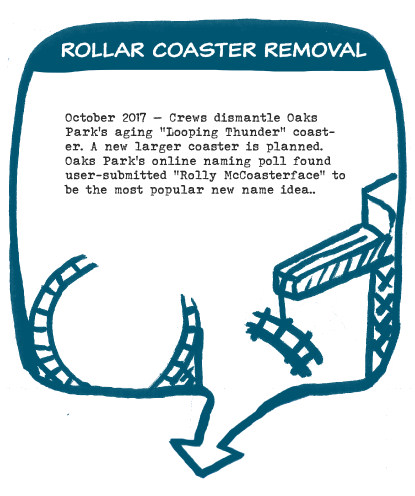 ROLLAR COASTER REMOVAL
October 2017 — Crews dismantle Oaks
Park's aging "Looping Thunder" coast-
er. A new larger coaster is planned.
Oaks Park's online naming poll found
user-submitted "Rolly McCoasterface" to
be the most popular new name idea..